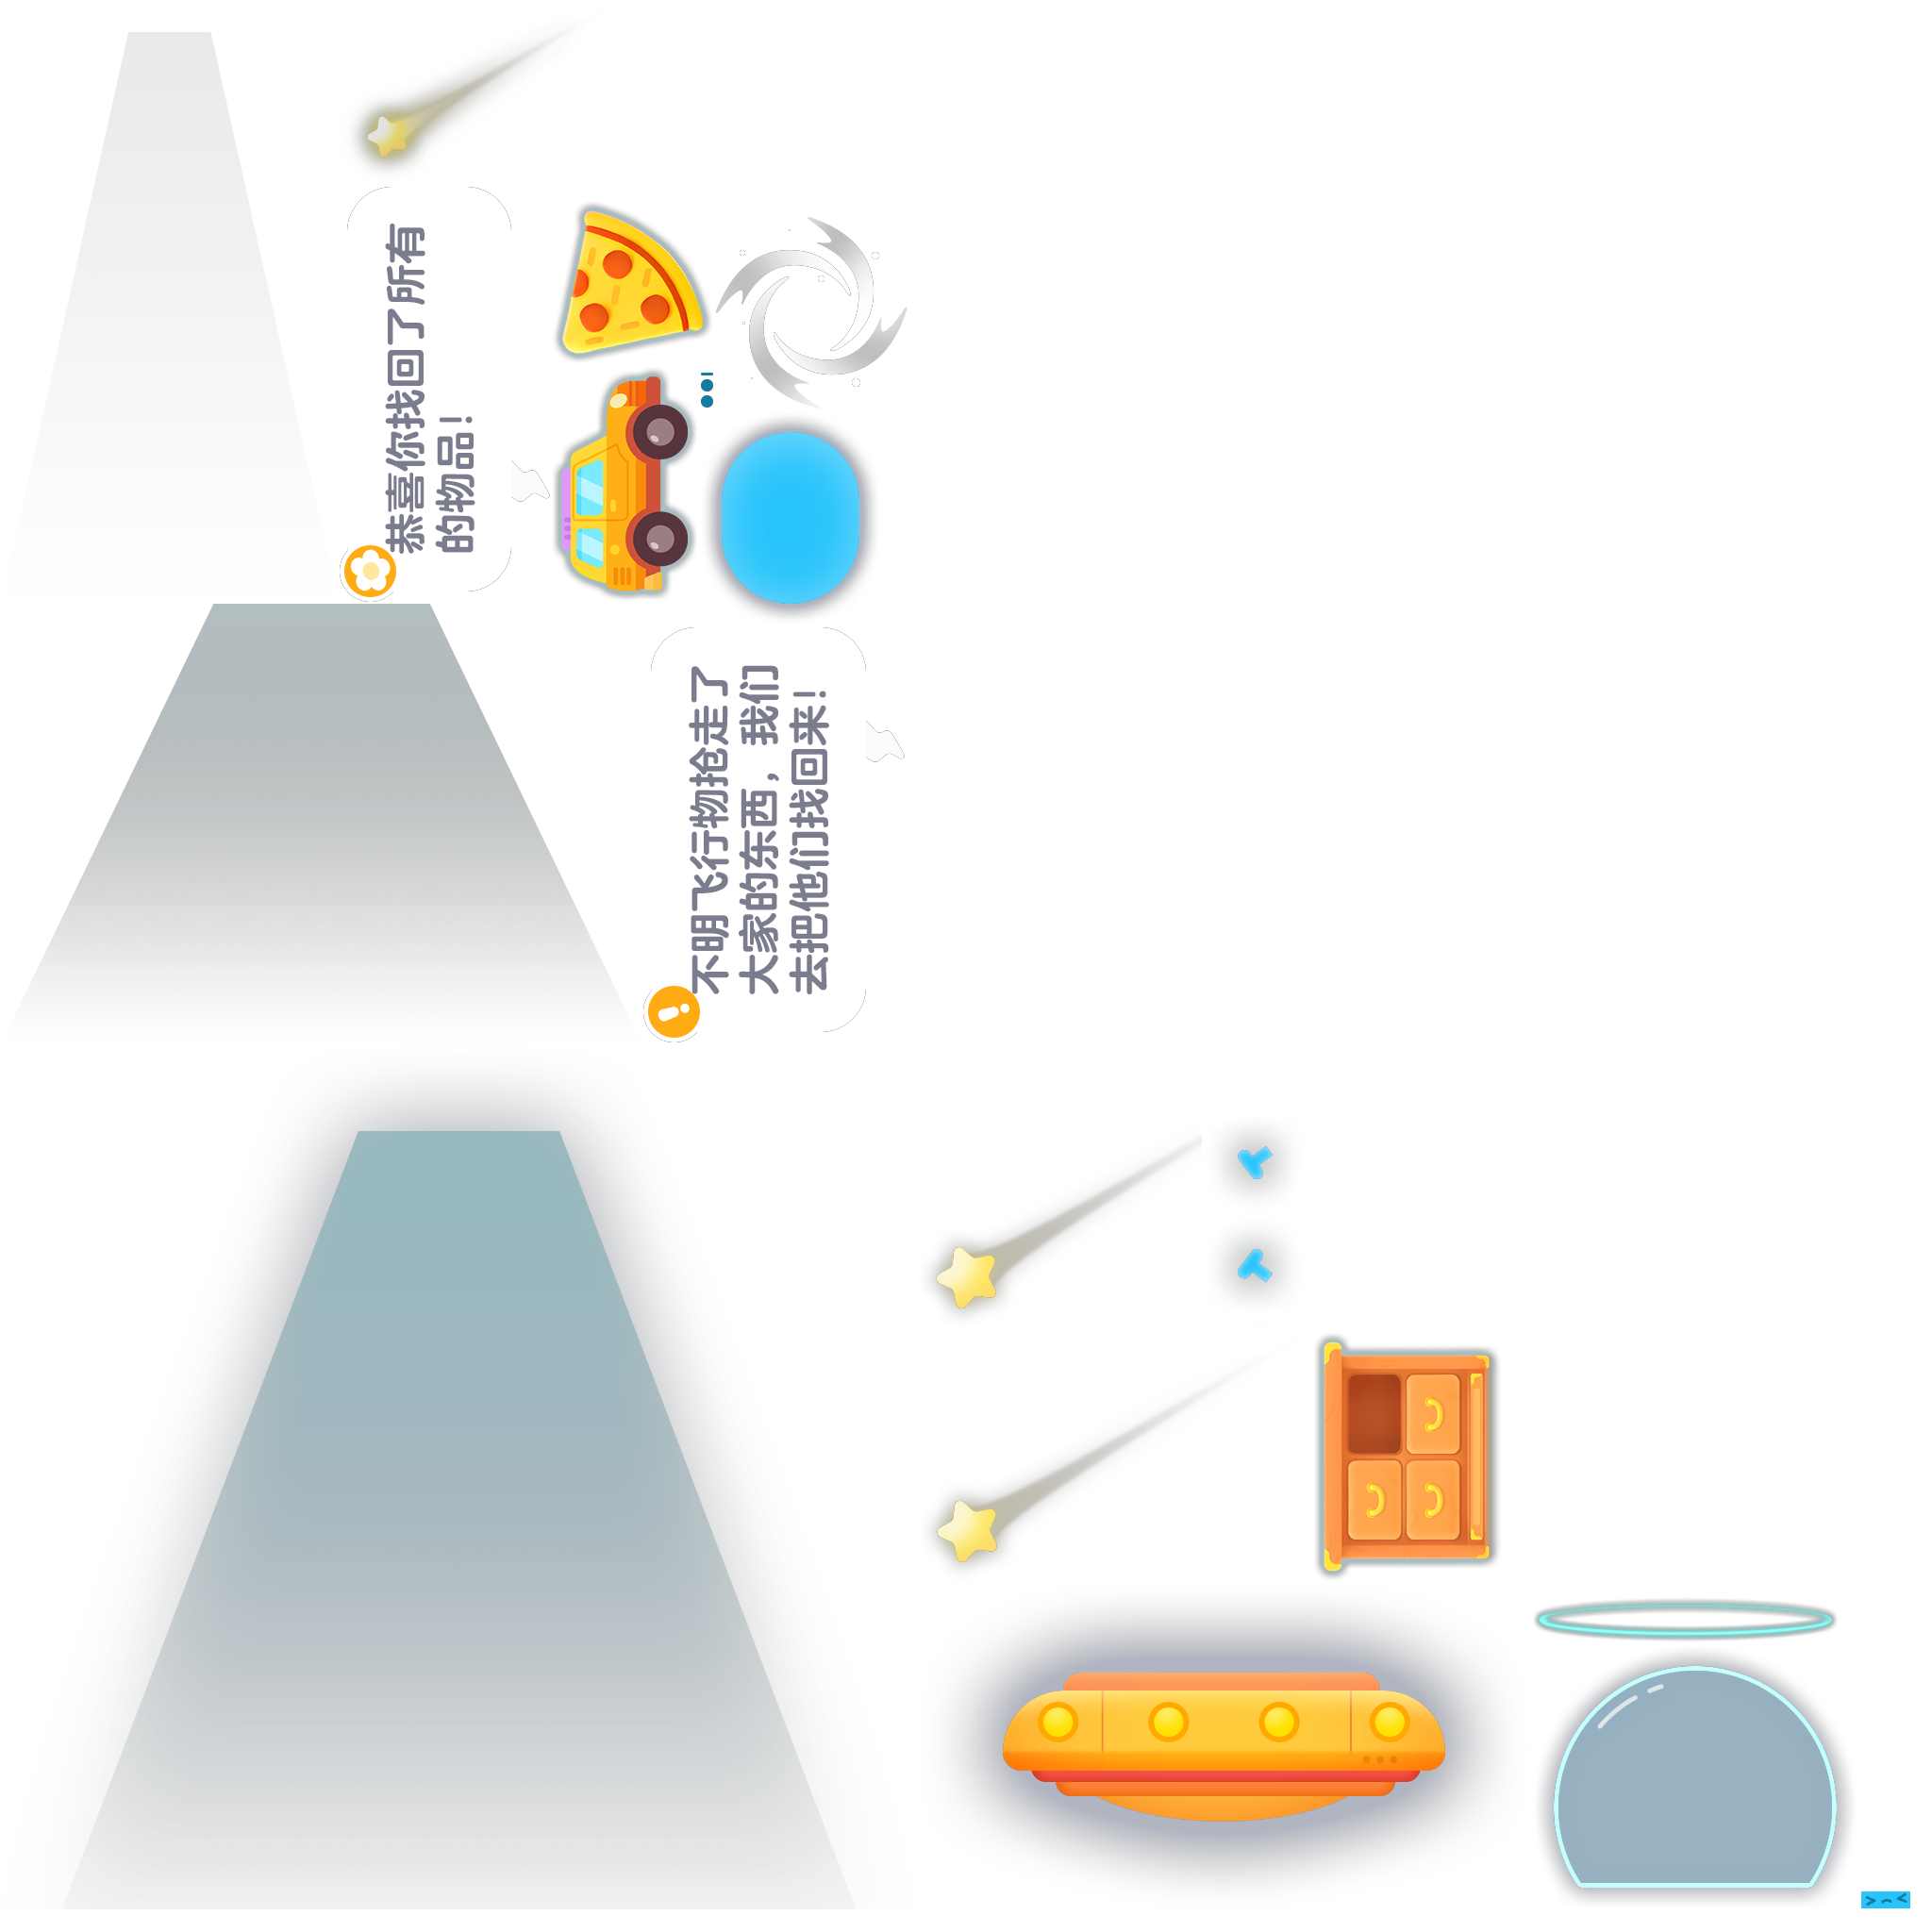 恭喜你找回了所有
的物品！
不明飞行物抢走了
大家的东西，我们
去把他们找回来！